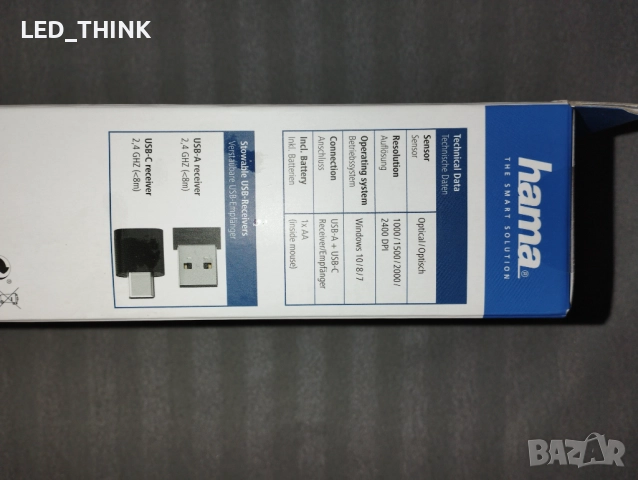 LED_THINK
hama®
THE SMART SOLUTION
Technical Data
Technische Daten
Sensor
Sensor
Optical / Optisch
Resolution
Auflösung
1000 / 1500 / 2000 /
2400 DPI
Operating system
Betriebssystem
Windows 10 / 8 / 7
Connection
Anschluss
USB-A + USB-C
Receiver/Empfänger
Incl. Battery
Inkl. Batterien
1x AA
(inside mouse)
Stowable USB-Receivers
Verstaubare USB-Empfänger
USB-A receiver
2,4 GHZ (<8m)
USB-C receiver
2,4 GHZ (<8m)
BAZAR